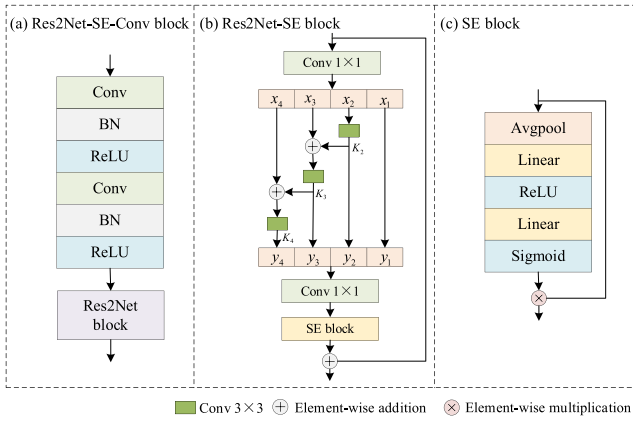 (a) Res2Net-SE-Conv block
Conv
BN
ReLU
Conv
BN
ReLU
Res2Net
block
(b) Res2Net-SE block
Conv 1×1
x4 x3 x2 x1
K2
K3
K4
y4 y3 y2 y1
Conv 1×1
SE block
(c) SE block
Avgpool
Linear
ReLU
Linear
Sigmoid
Conv 3×3 Element-wise addition Element-wise multiplication